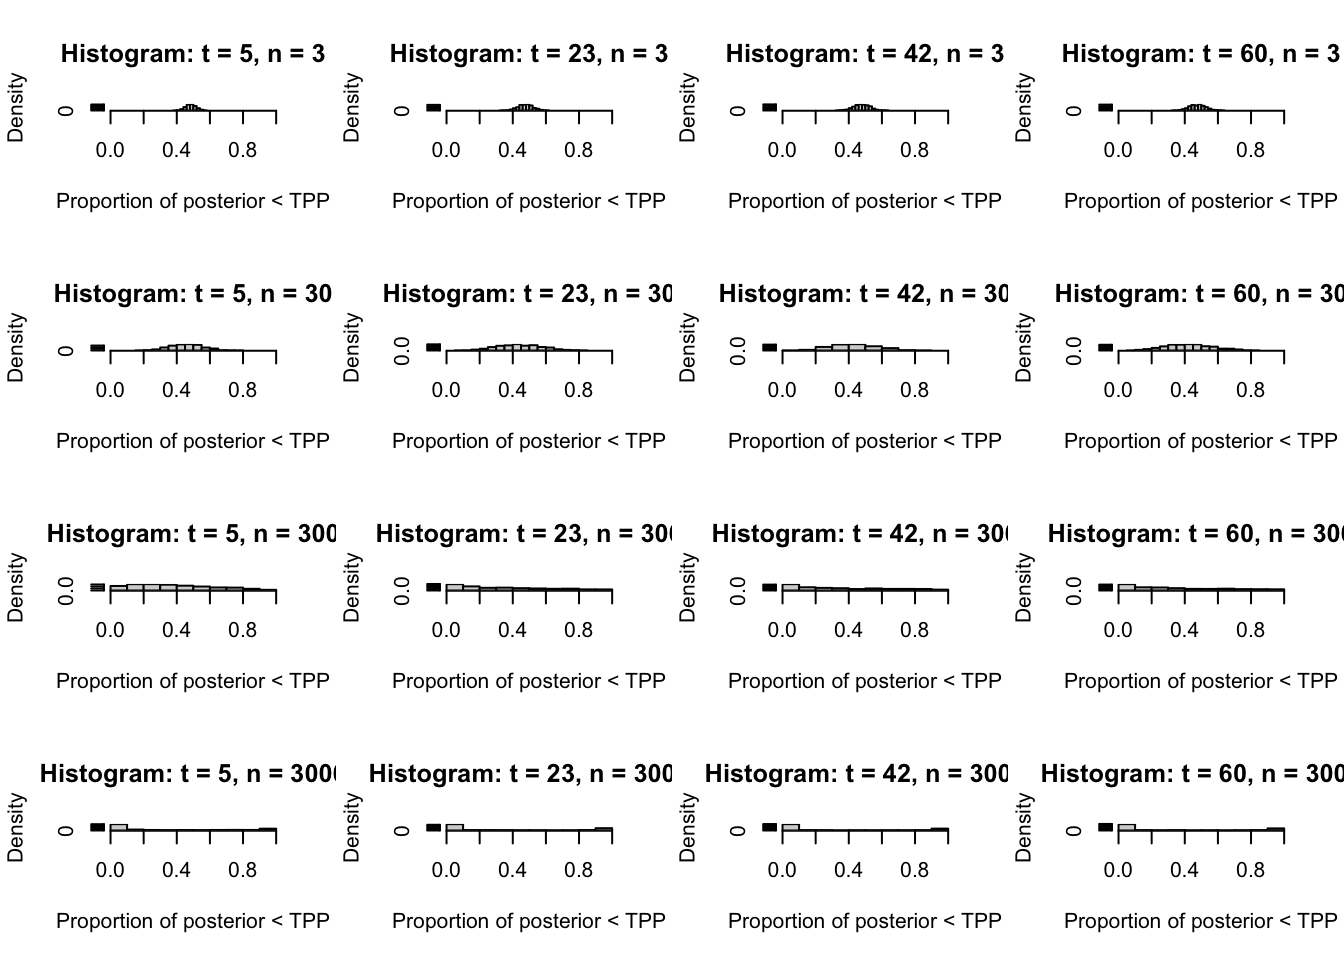 Histogram: t = 5, n = 3
Density
0
0.0 0.4 0.8
Proportion of posterior < TPP
Histogram: t = 23, n = 3
Density
0
0.0 0.4 0.8
Proportion of posterior < TPP
Histogram: t = 42, n = 3
Density
0
0.0 0.4 0.8
Proportion of posterior < TPP
Histogram: t = 60, n = 3
Density
0
0.0 0.4 0.8
Proportion of posterior < TPP
Histogram: t = 5, n = 30
Density
0
0.0 0.4 0.8
Proportion of posterior < TPP
Histogram: t = 23, n = 30
Density
0.0
0.0 0.4 0.8
Proportion of posterior < TPP
Histogram: t = 42, n = 30
Density
0.0
0.0 0.4 0.8
Proportion of posterior < TPP
Histogram: t = 60, n = 30
Density
0.0
0.0 0.4 0.8
Proportion of posterior < TPP
Histogram: t = 5, n = 300
Density
0.0
0.0 0.4 0.8
Proportion of posterior < TPP
Histogram: t = 23, n = 300
Density
0.0
0.0 0.4 0.8
Proportion of posterior < TPP
Histogram: t = 42, n = 300
Density
0.0
0.0 0.4 0.8
Proportion of posterior < TPP
Histogram: t = 60, n = 300
Density
0.0
0.0 0.4 0.8
Proportion of posterior < TPP
Histogram: t = 5, n = 3000
Density
0
0.0 0.4 0.8
Proportion of posterior < TPP
Histogram: t = 23, n = 300
Density
0
0.0 0.4 0.8
Proportion of posterior < TPP
Histogram: t = 42, n = 300
Density
0
0.0 0.4 0.8
Proportion of posterior < TPP
Histogram: t = 60, n = 300
Density
0
0.0 0.4 0.8
Proportion of posterior < TPP